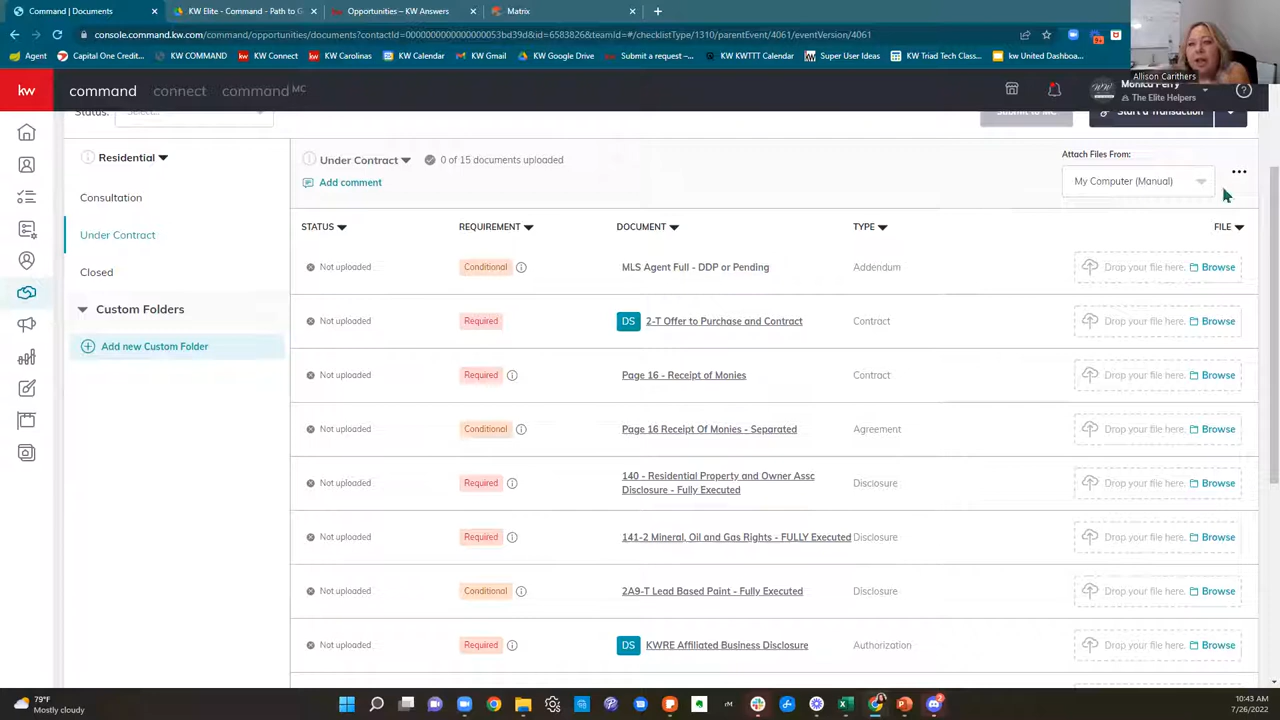 Command | Documents
KW Elite - Command - Path to G
Opportunities – KW Answers
Matrix
console.command.kw.com/command/opportunities/documents?contactId=0000000000000000053bd39d8&id=6583826&teamId=#/checklistType/1310/parentEvent/4061/eventVersion/4061
Agent
Capital One Credit...
KW COMMAND
KW Connect
KW Carolinas
KW Calendar
KW Gmail
KW Google Drive
Submit a request –...
KW KWTTT Calendar
Super User Ideas
KW Triad Tech Class...
kw United Dashboa...
Allison Carithers
kw
command
connect
command MC
Monica Perry
The Elite Helpers
Status:
Select...
Submit to MC
Start a Transaction
Residential
Consultation
Under Contract
Closed
Custom Folders
Add new Custom Folder
Under Contract
0 of 15 documents uploaded
Add comment
Attach Files From:
My Computer (Manual)
STATUS REQUIREMENT DOCUMENT TYPE FILE
Not uploaded Conditional MLS Agent Full - DDP or Pending Addendum Drop your file here. Browse
Not uploaded Required DS 2-T Offer to Purchase and Contract Contract Drop your file here. Browse
Not uploaded Required Page 16 - Receipt of Monies Contract Drop your file here. Browse
Not uploaded Conditional Page 16 Receipt Of Monies - Separated Agreement Drop your file here. Browse
Not uploaded Required 140 - Residential Property and Owner Assc
Disclosure - Fully Executed Disclosure Drop your file here. Browse
Not uploaded Required 141-2 Mineral, Oil and Gas Rights - FULLY Executed Disclosure Drop your file here. Browse
Not uploaded Conditional 2A9-T Lead Based Paint - Fully Executed Disclosure Drop your file here. Browse
Not uploaded Required DS KWRE Affiliated Business Disclosure Authorization Drop your file here. Browse
79°F
Mostly cloudy
10:43 AM
7/26/2022